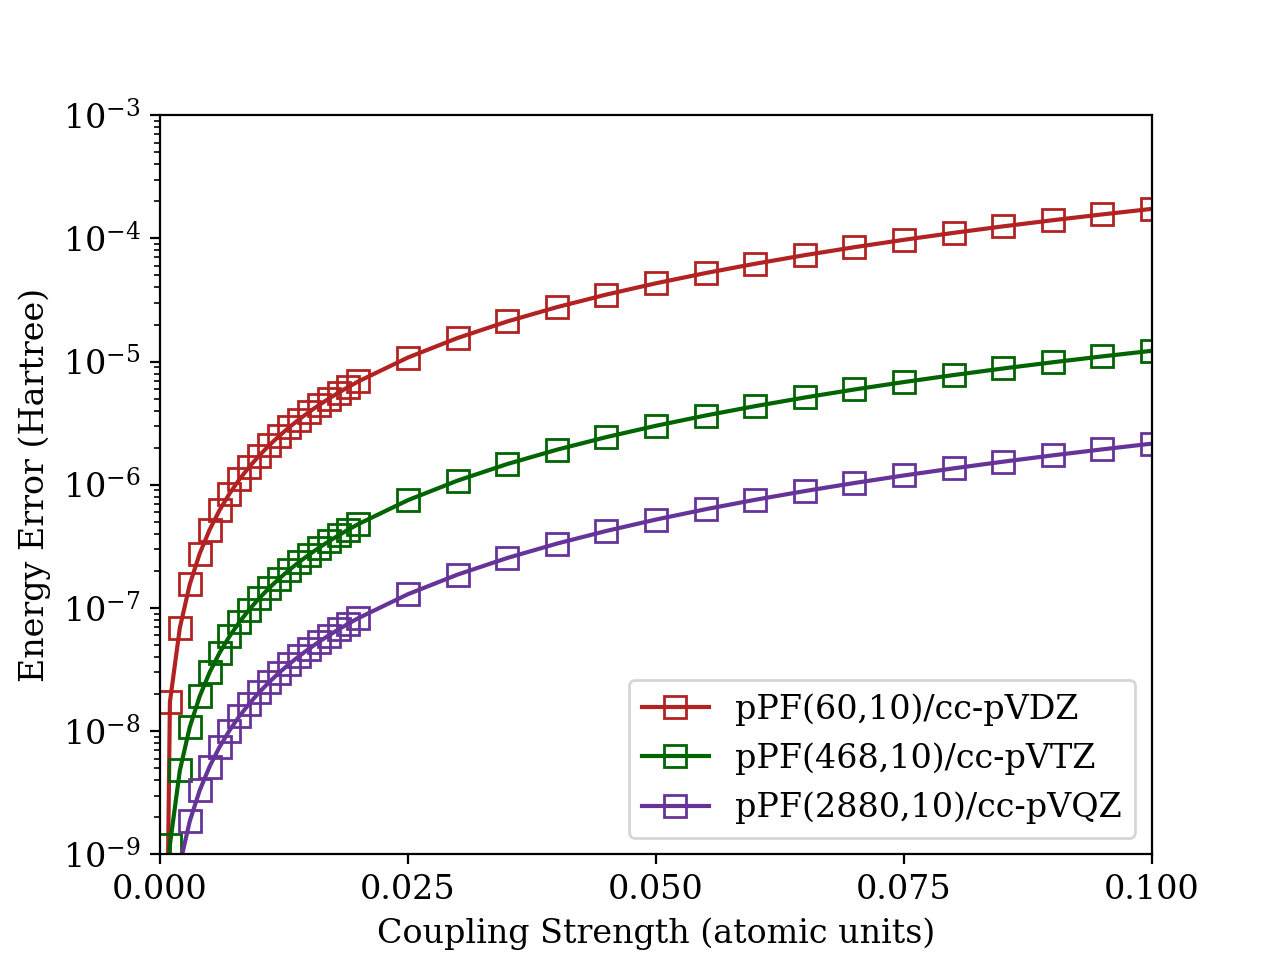 10⁻³
10⁻⁴
10⁻⁵
10⁻⁶
10⁻⁷
10⁻⁸
10⁻⁹
Energy Error (Hartree)
pPF(60,10)/cc-pVDZ
pPF(468,10)/cc-pVTZ
pPF(2880,10)/cc-pVQZ
0.000 0.025 0.050 0.075 0.100
Coupling Strength (atomic units)